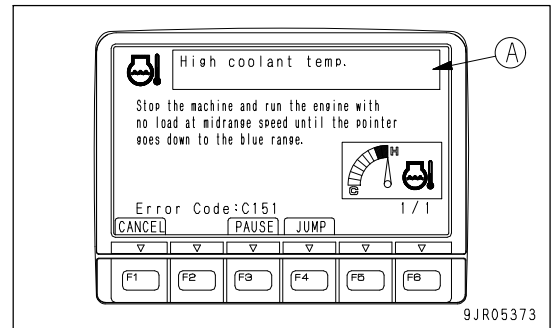 High coolant temp.
A
Stop the machine and run the engine with
no load at midrange speed until the pointer
goes down to the blue range.
H
C
Error Code:C151
1/1
CANCEL PAUSE JUMP
F1 F2 F3 F4 F5 F6
9JR05373